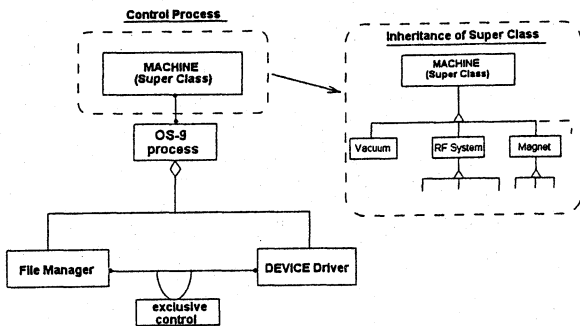 Control Process
MACHINE
(Super Class)
OS-9
process
File Manager
DEVICE Driver
exclusive
control
Inheritance of Super Class
MACHINE
(Super Class)
Vacuum
RF System
Magnet